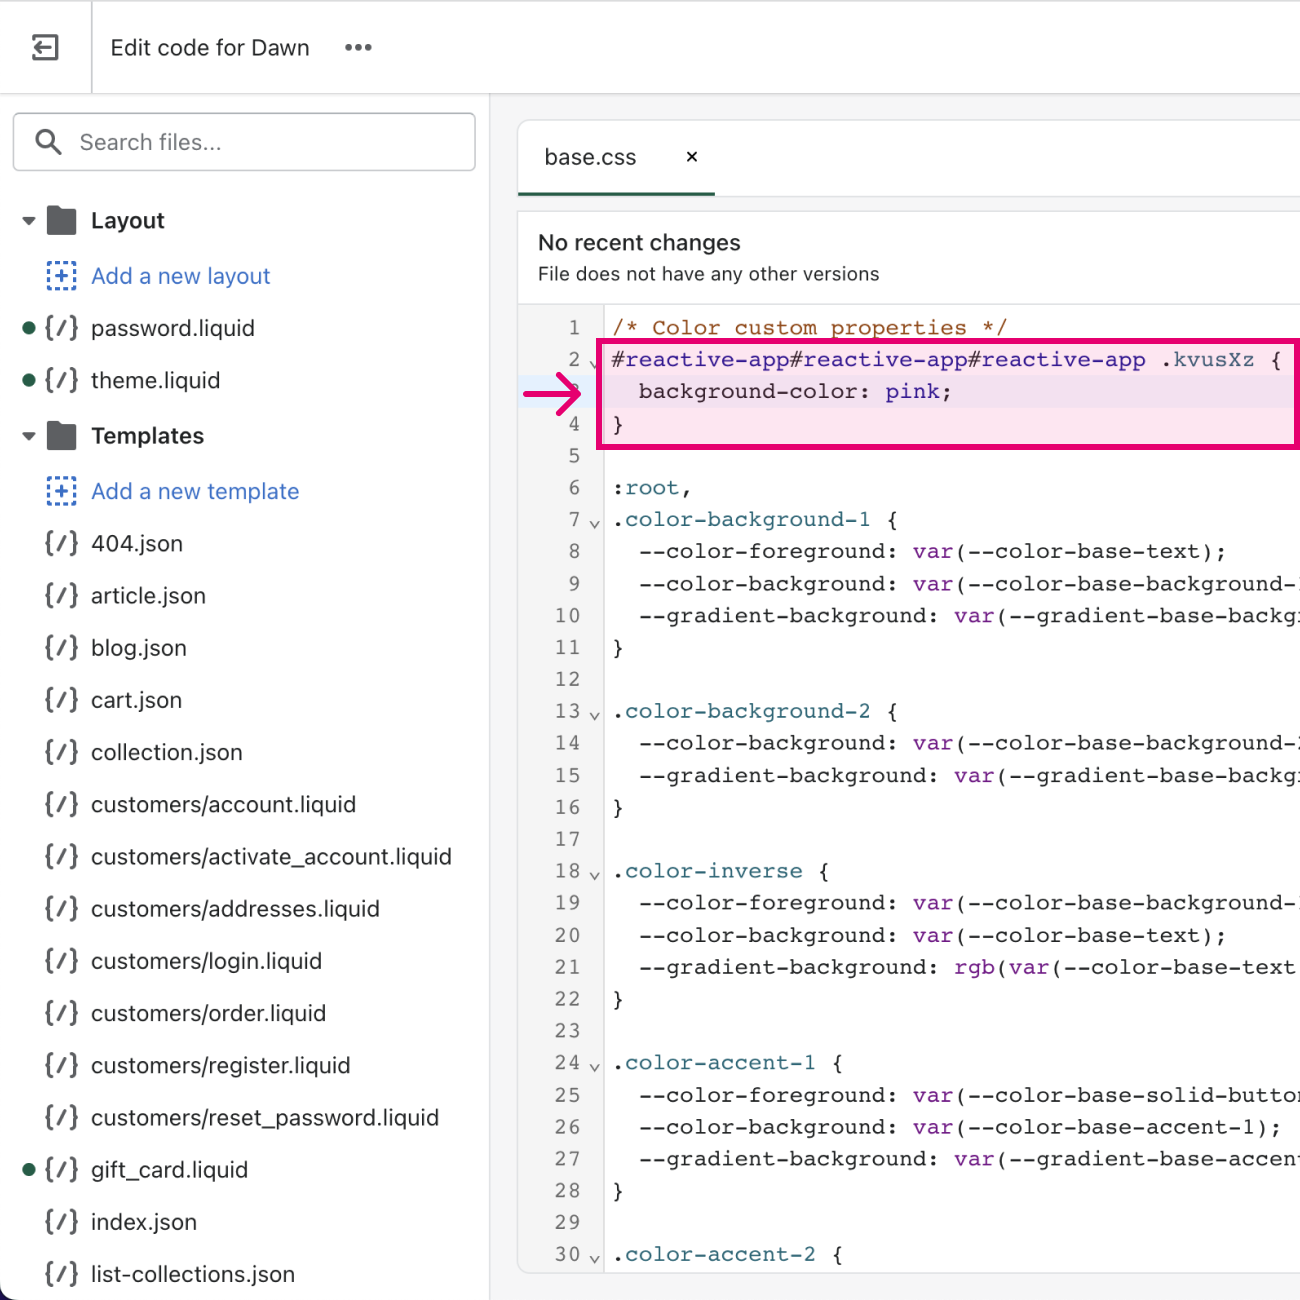 Edit code for Dawn
Search files...
Layout
Add a new layout
{/} password.liquid
{/} theme.liquid
Templates
Add a new template
{/} 404.json
{/} article.json
{/} blog.json
{/} cart.json
{/} collection.json
{/} customers/account.liquid
{/} customers/activate_account.liquid
{/} customers/addresses.liquid
{/} customers/login.liquid
{/} customers/order.liquid
{/} customers/register.liquid
{/} customers/reset_password.liquid
{/} gift_card.liquid
{/} index.json
{/} list-collections.json
base.css ×
No recent changes
File does not have any other versions
1 /* Color custom properties */
2 #reactive-app#reactive-app#reactive-app .kvusXz {
background-color: pink;
4 }
5
6 :root,
7 .color-background-1 {
8 --color-foreground: var(--color-base-text);
9 --color-background: var(--color-base-background-
10 --gradient-background: var(--gradient-base-backg
11 }
12
13 .color-background-2 {
14 --color-background: var(--color-base-background-
15 --gradient-background: var(--gradient-base-backg
16 }
17
18 .color-inverse {
19 --color-foreground: var(--color-base-background-
20 --color-background: var(--color-base-text);
21 --gradient-background: rgb(var(--color-base-text
22 }
23
24 .color-accent-1 {
25 --color-foreground: var(--color-base-solid-butto
26 --color-background: var(--color-base-accent-1);
27 --gradient-background: var(--gradient-base-accen
28 }
29
30 .color-accent-2 {